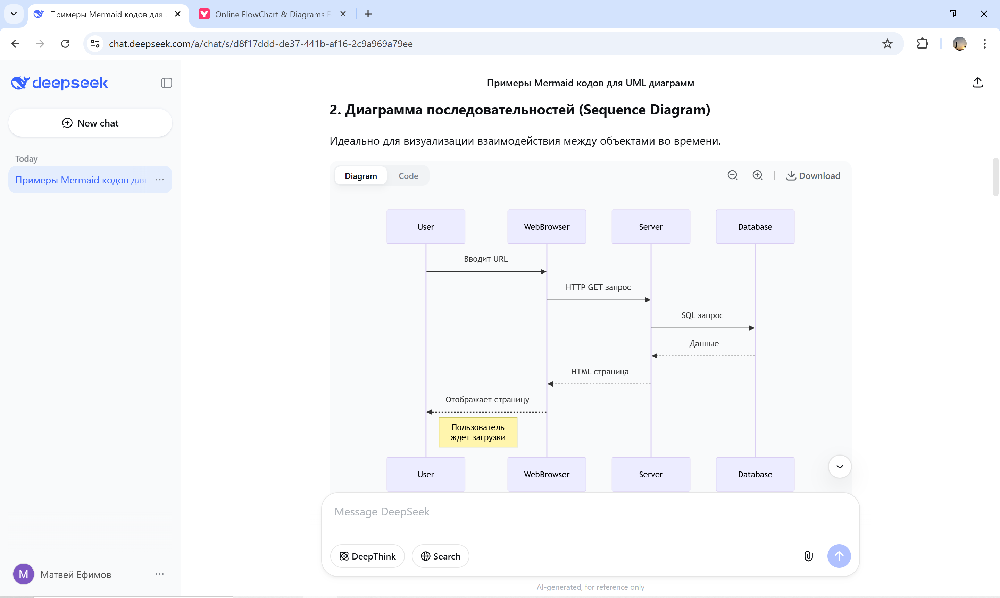 Примеры Mermaid кодов для
Online FlowChart & Diagrams E
chat.deepseek.com/a/chat/s/d8f17ddd-de37-441b-af16-2c9a969a79ee
deepseek
New chat
Today
Примеры Mermaid кодов для
Матвей Ефимов
Примеры Mermaid кодов для UML диаграмм
2. Диаграмма последовательностей (Sequence Diagram)
Идеально для визуализации взаимодействия между объектами во времени.
Diagram Code Download
User WebBrowser Server Database
Вводит URL
HTTP GET запрос
SQL запрос
Данные
HTML страница
Отображает страницу
Пользователь
ждет загрузки
User WebBrowser Server Database
Message DeepSeek
DeepThink Search
M
AI-generated, for reference only